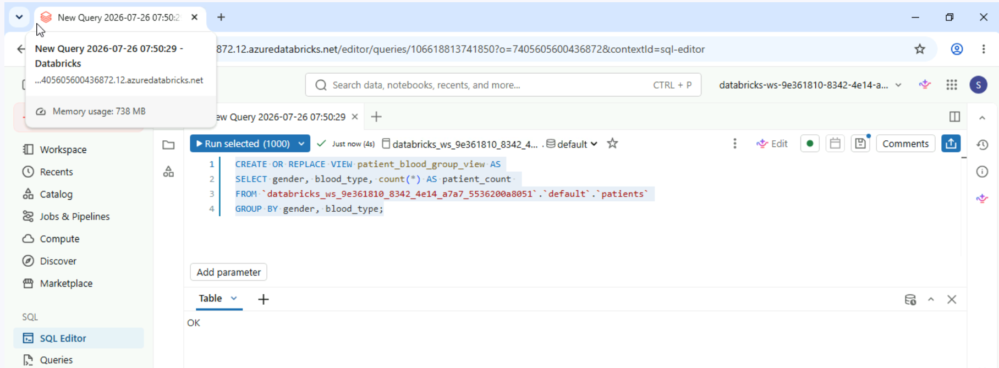 New Query 2026-07-26 07:50:2
New Query 2026-07-26 07:50:29 -
Databricks
...405605600436872.12.azuredatabricks.net
Memory usage: 738 MB
872.12.azuredatabricks.net/editor/queries/106618813741850?o=7405605600436872&contextId=sql-editor
Search data, notebooks, recents, and more...
CTRL + P
databricks-ws-9e361810-8342-4e14-a...
S
ew Query 2026-07-26 07:50:29
Workspace
Recents
Catalog
Jobs & Pipelines
Compute
Discover
Marketplace
SQL
SQL Editor
Queries
Run selected (1000)
Just now (4s)
databricks_ws_9e361810_8342_4... . default
Edit
Comments
1 CREATE OR REPLACE VIEW patient_blood_group_view AS
2 SELECT gender, blood_type, count(*) AS patient_count
3 FROM `databricks_ws_9e361810_8342_4e14_a7a7_5536200a8051`.`default`.`patients`
4 GROUP BY gender, blood_type;
Add parameter
Table
OK